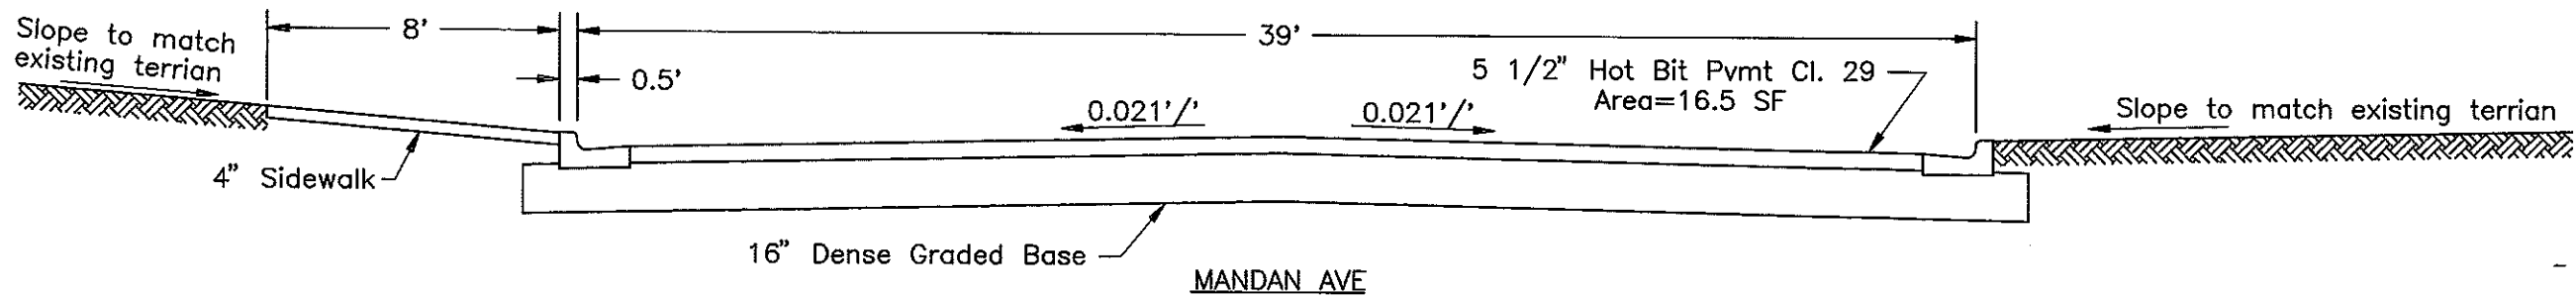 Slope to match
existing terrian
8'
39'
0.5'
5 1/2" Hot Bit Pvmt Cl. 29
Area=16.5 SF
0.021'/'
0.021'/'
Slope to match existing terrian
4" Sidewalk
16" Dense Graded Base
MANDAN AVE